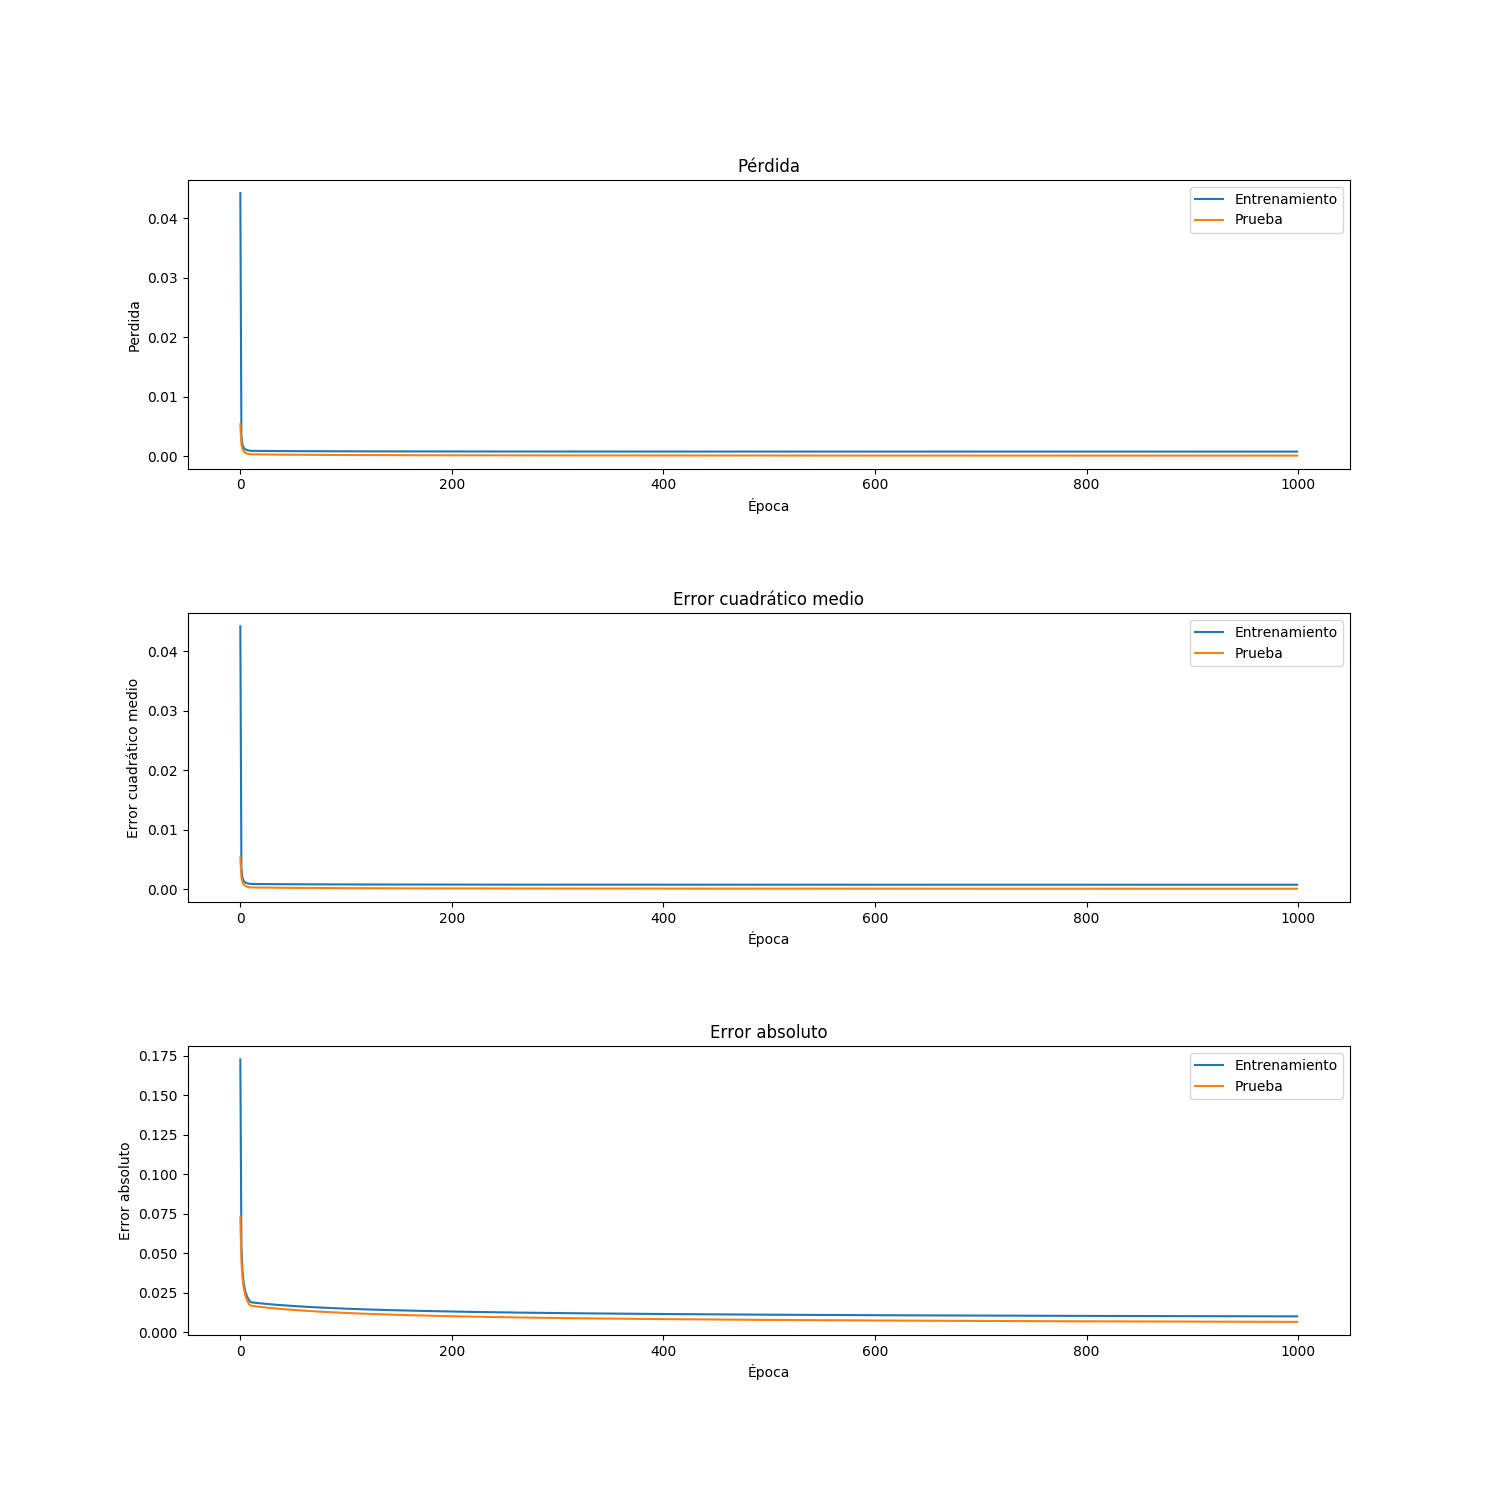 Pérdida
Entrenamiento
Prueba
0.04
0.03
0.02
0.01
0.00
Perdida
0 200 400 600 800 1000
Época
Error cuadrático medio
Entrenamiento
Prueba
0.04
0.03
0.02
0.01
0.00
Error cuadrático medio
0 200 400 600 800 1000
Época
Error absoluto
Entrenamiento
Prueba
0.175
0.150
0.125
0.100
0.075
0.050
0.025
0.000
Error absoluto
0 200 400 600 800 1000
Época